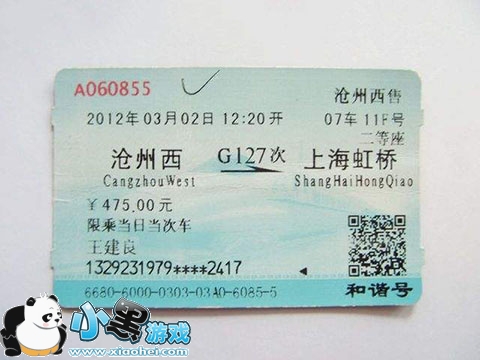 A060855
沧州西售
2012年03月02日 12:20开
07车 11F号
二等座
沧州西
G127次
上海虹桥
CangzhouWest
ShangHaiHongQiao
￥475.00元
限乘当日当次车
王建良
1329231979****2417
6680-6000-0303-03A0-6085-5
和谐号
小黑游戏
www.xiaohei.com